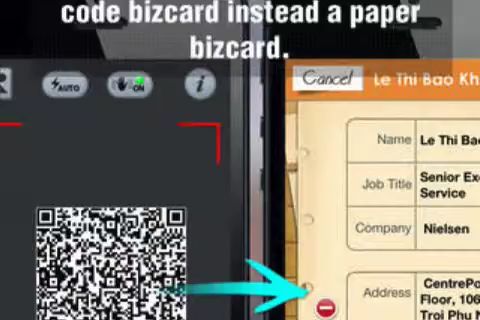 code bizcard instead a paper
bizcard.
AUTO
ON
i
Cancel
Le Thi Bao Kh
Name
Le Thi Bao
Job Title
Senior Exe
Service
Company
Nielsen
Address
CentrePo
Floor, 106
Troi Phu N